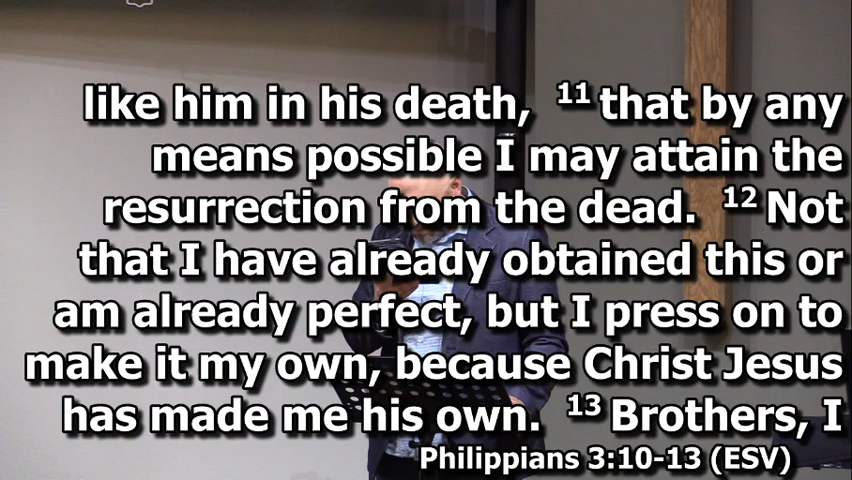 like him in his death, 11 that by any
means possible I may attain the
resurrection from the dead. 12 Not
that I have already obtained this or
am already perfect, but I press on to
make it my own, because Christ Jesus
has made me his own. 13 Brothers, I
Philippians 3:10-13 (ESV)